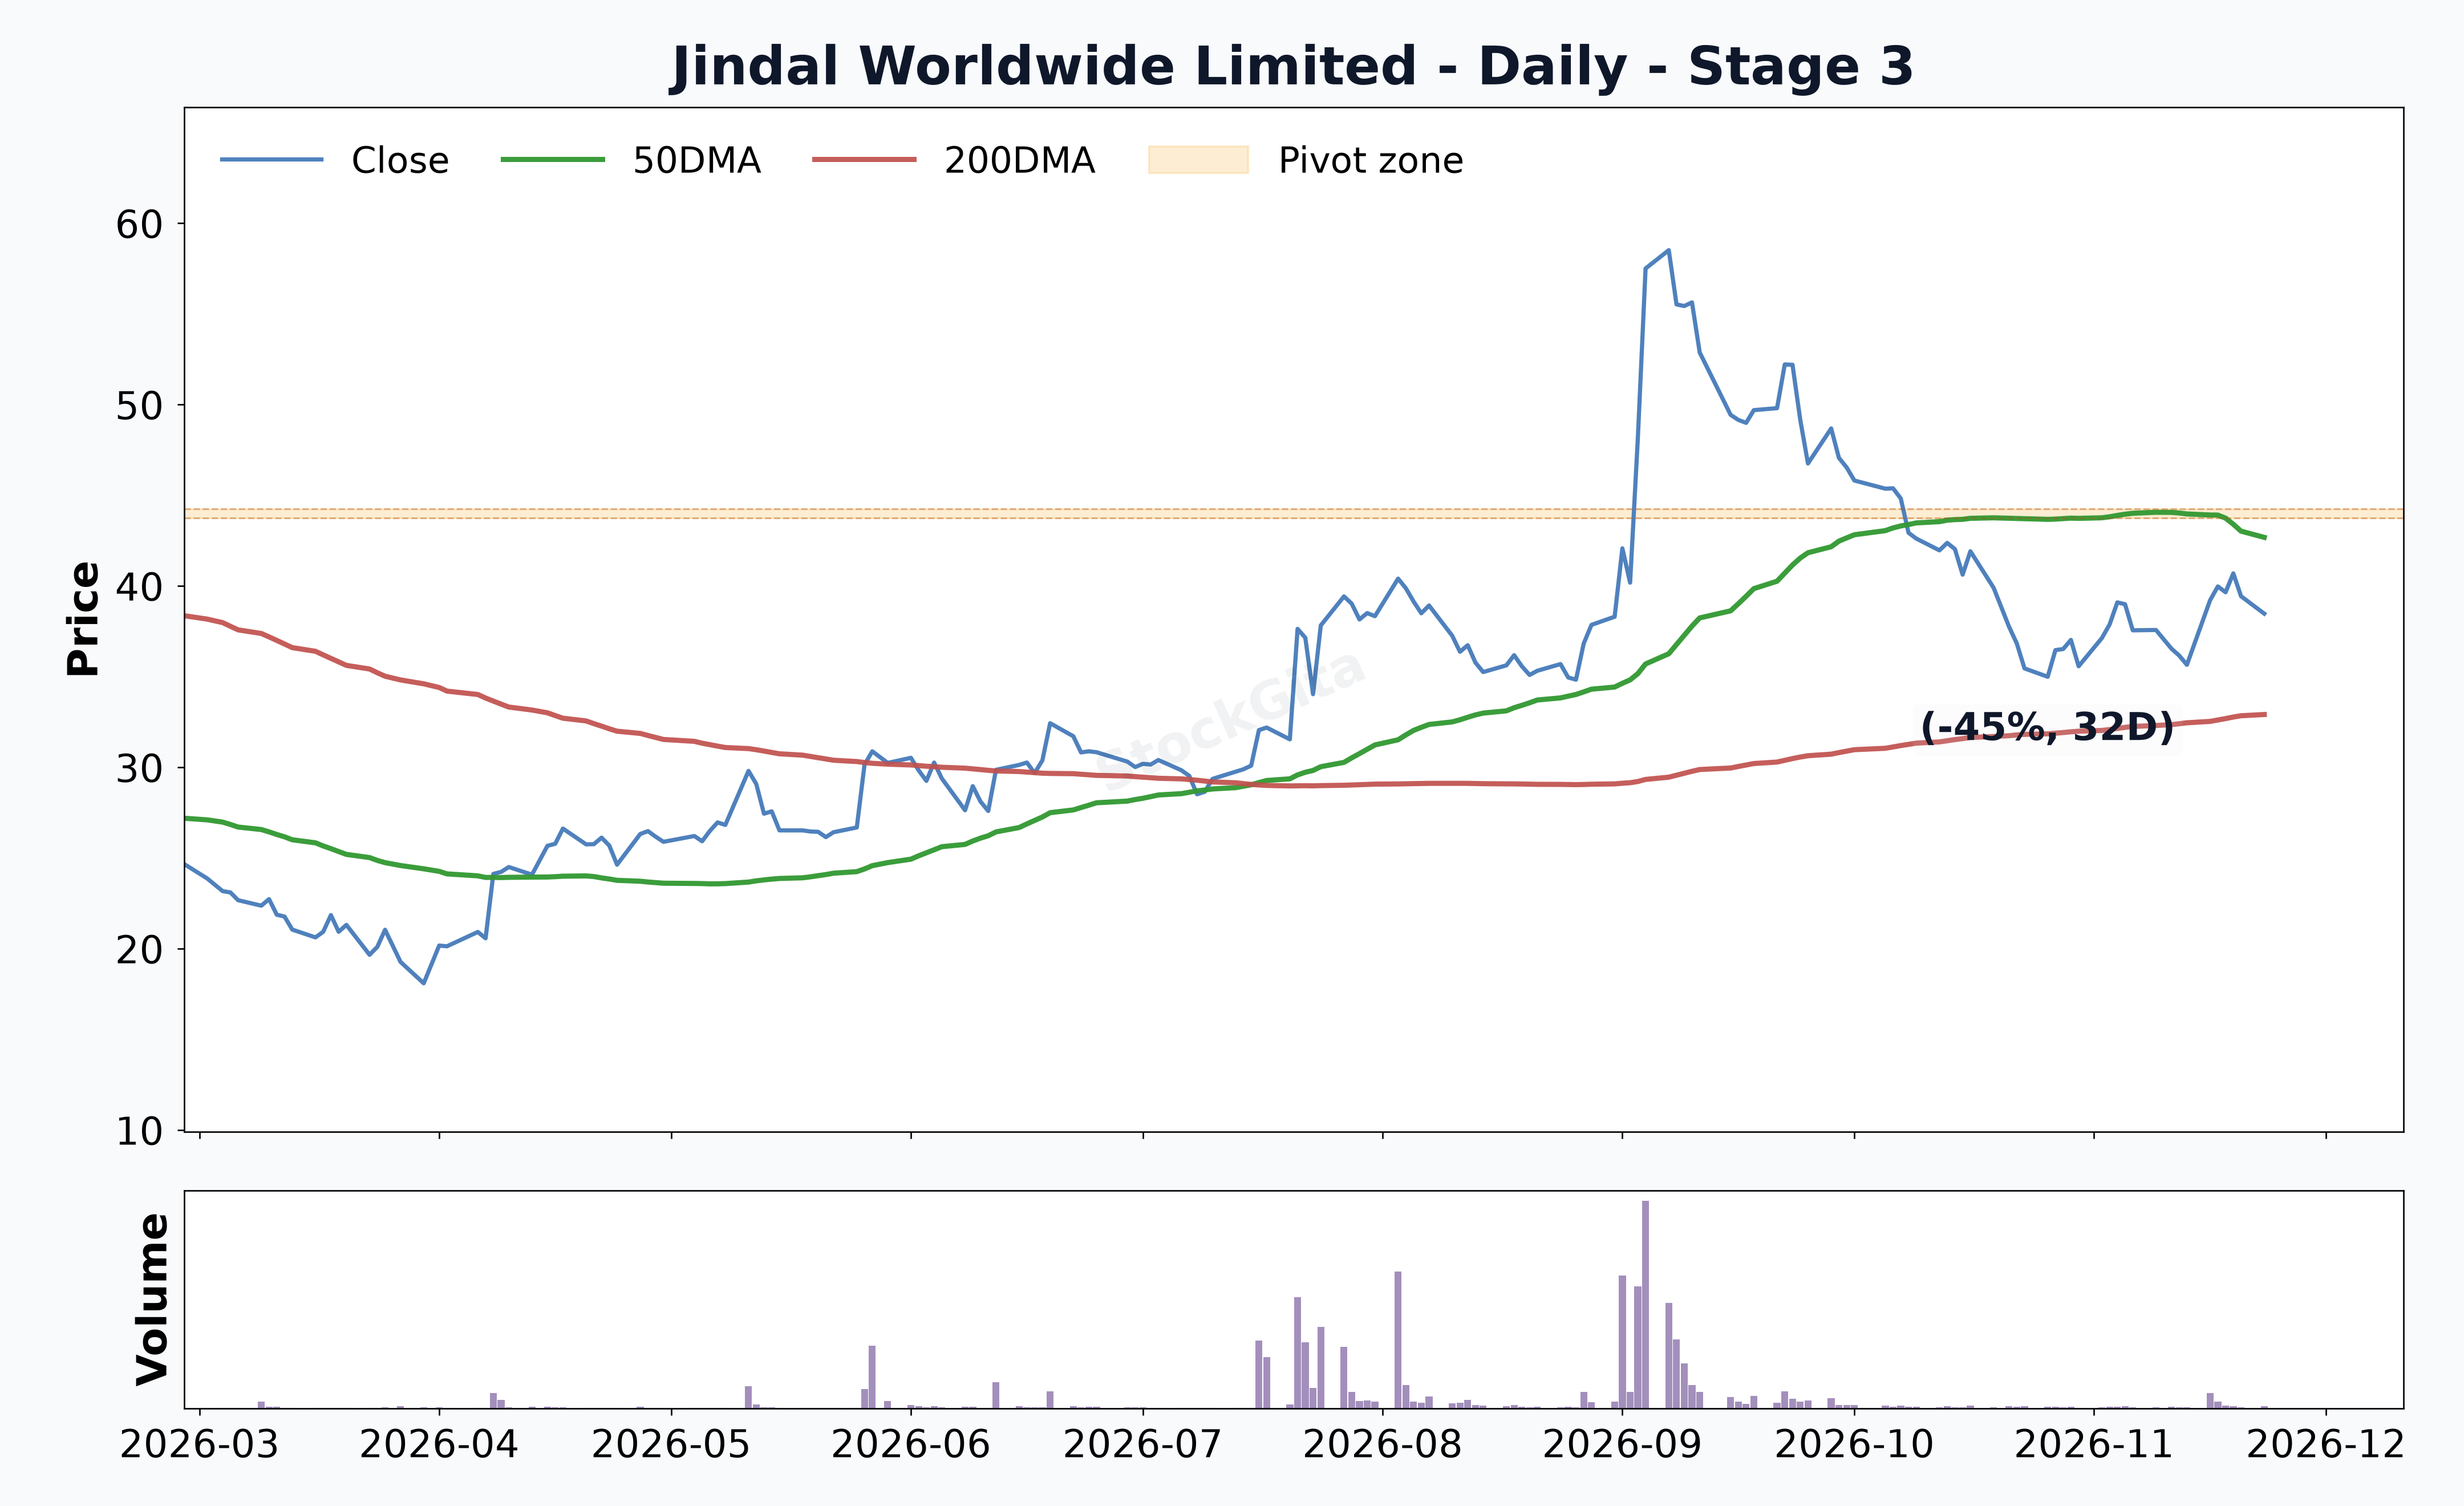 Jindal Worldwide Limited - Daily - Stage 3
Close 50DMA 200DMA Pivot zone
60
50
40
30
20
10
Price
StockGita
(-45%, 32D)
Volume
2026-03 2026-04 2026-05 2026-06 2026-07 2026-08 2026-09 2026-10 2026-11 2026-12